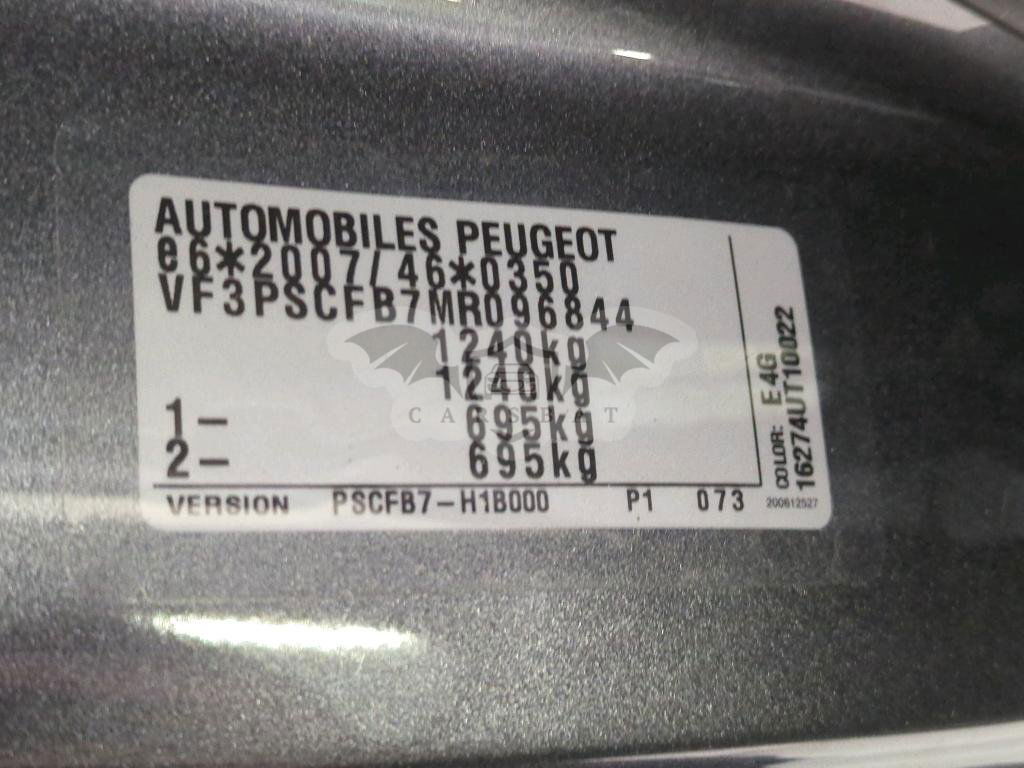 AUTOMOBILES PEUGEOT
e6*2007/46*0350
VF3PSCFB7MR096844
1240kg
1240kg
1- 695kg
2- 695kg
VERSION PSCFB7-H1B000 P1 073
COLOR: E4G
16274UT10022
200612527
CARSBAT